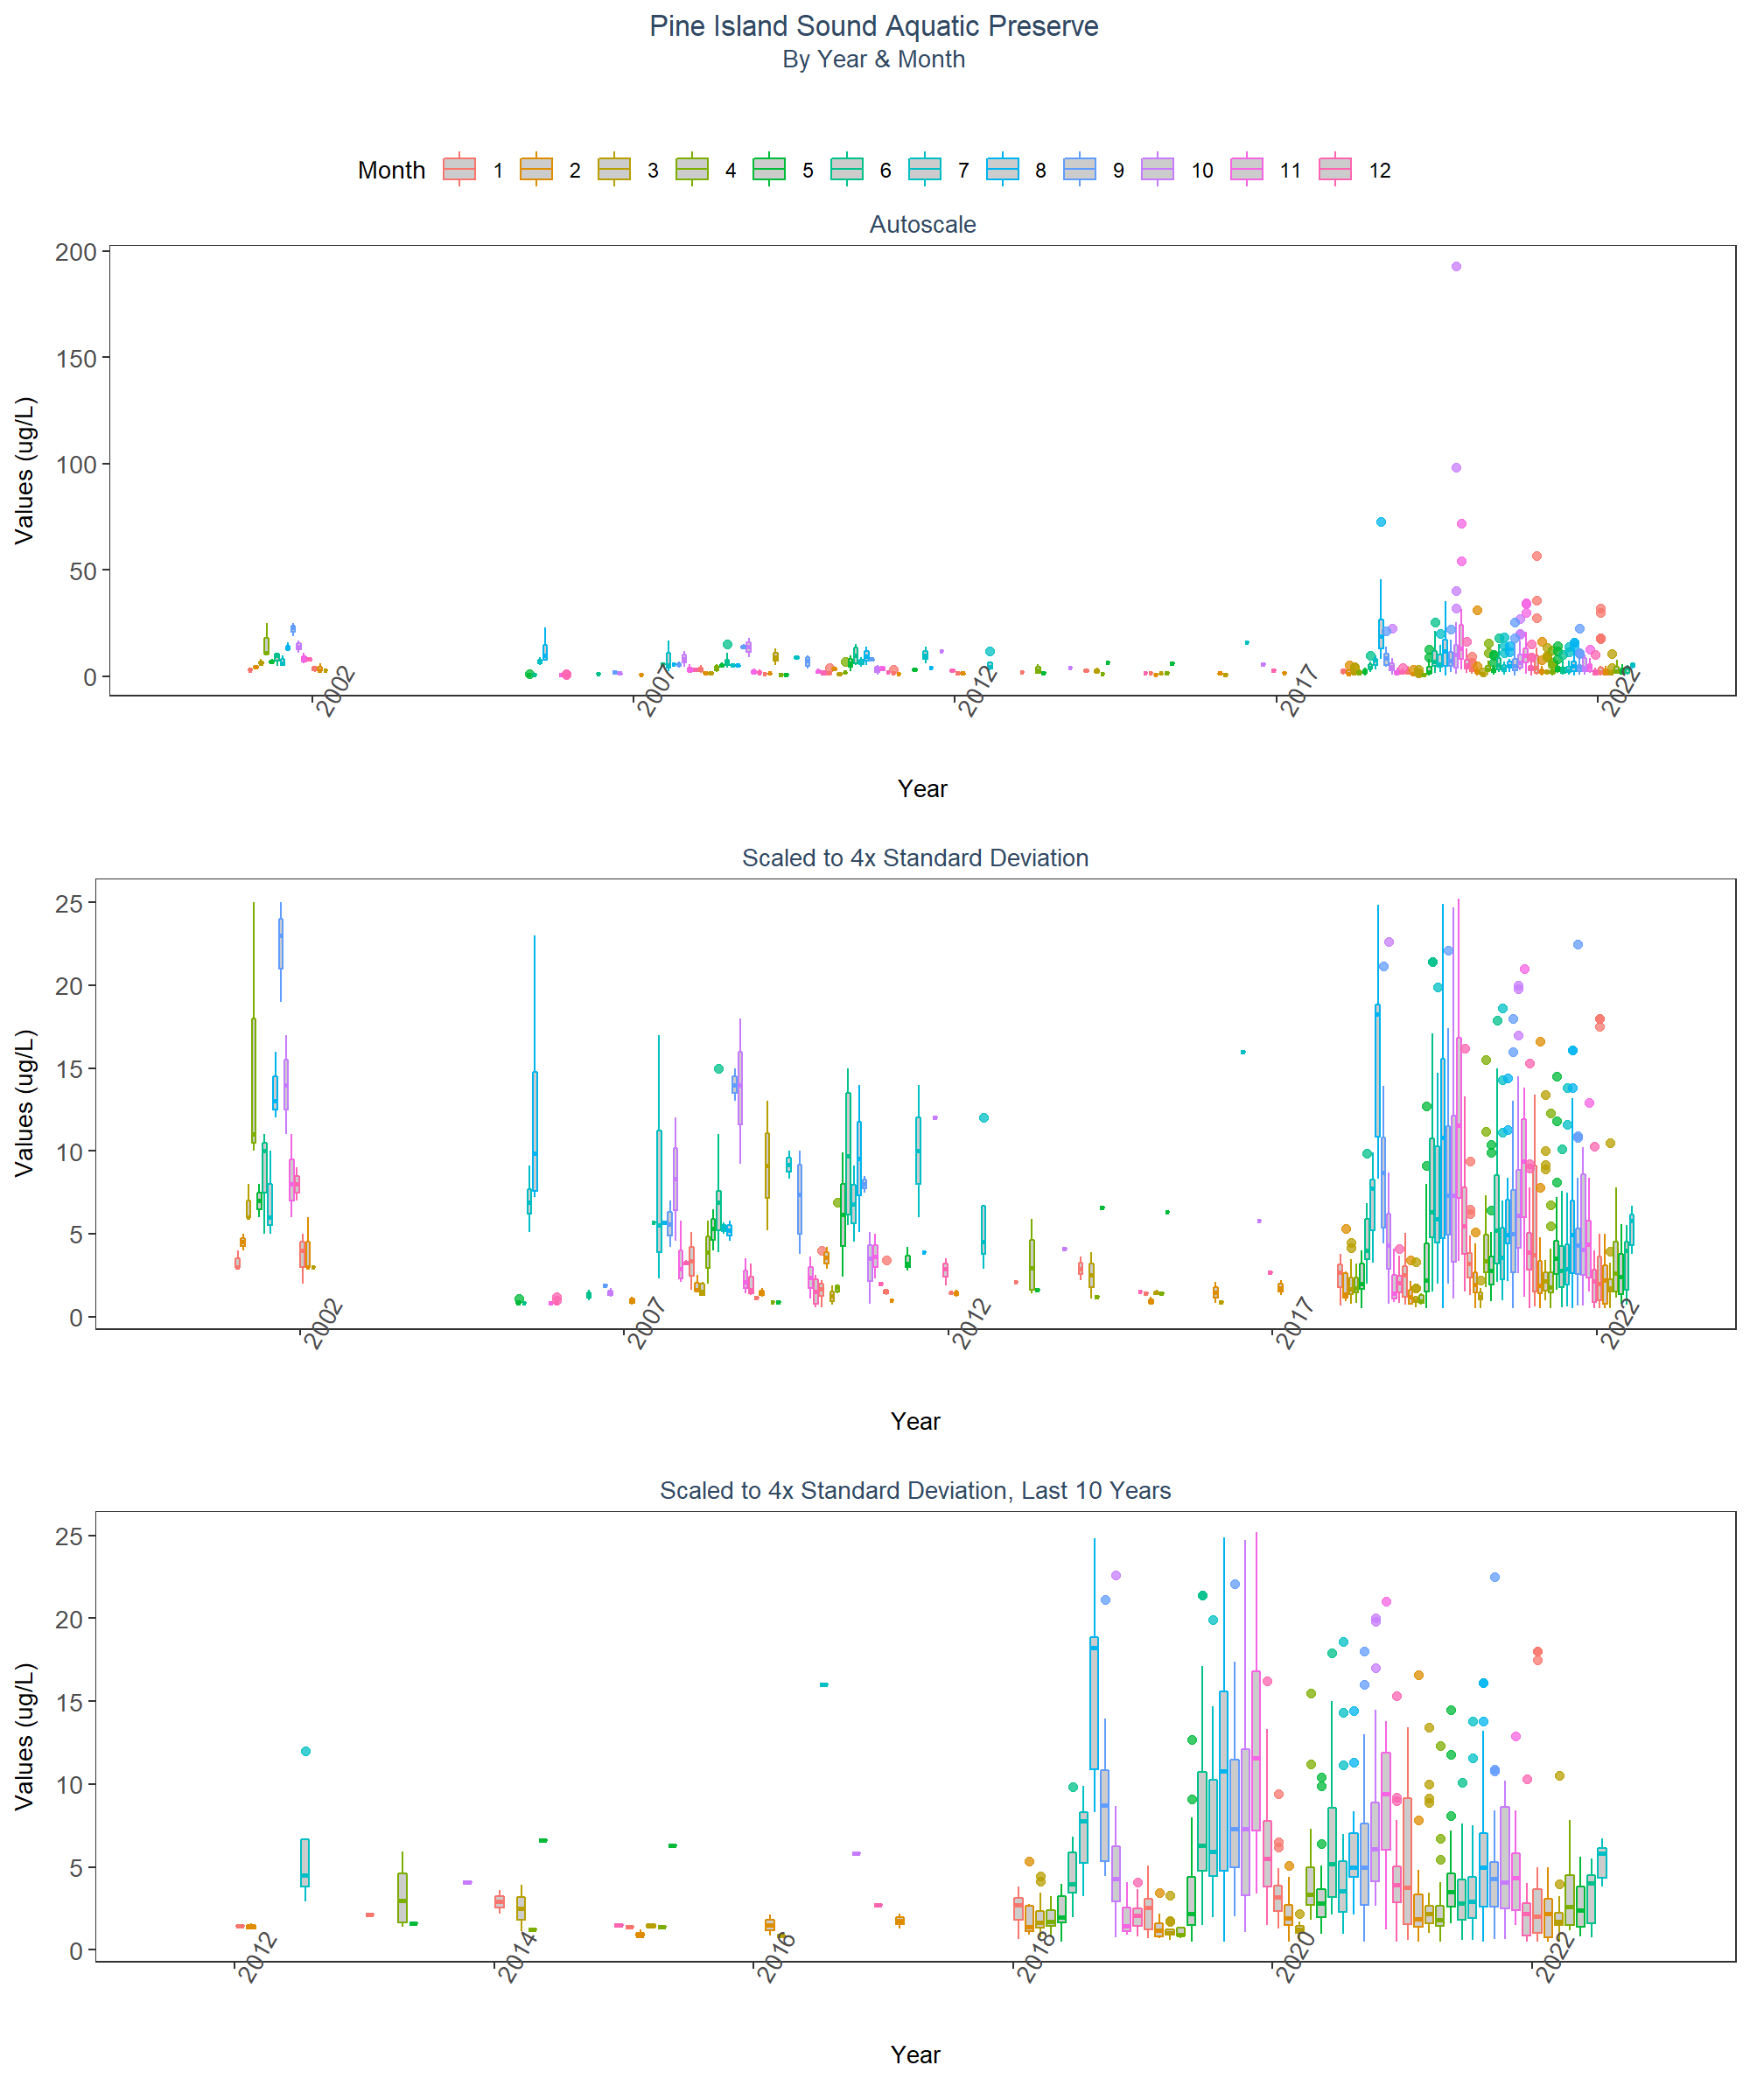 Pine Island Sound Aquatic Preserve
By Year & Month
Month 1 2 3 4 5 6 7 8 9 10 11 12
Autoscale
Values (ug/L)
200
150
100
50
0
2002 2007 2012 2017 2022
Year
Scaled to 4x Standard Deviation
Values (ug/L)
25
20
15
10
5
0
2002 2007 2012 2017 2022
Year
Scaled to 4x Standard Deviation, Last 10 Years
Values (ug/L)
25
20
15
10
5
0
2012 2014 2016 2018 2020 2022
Year